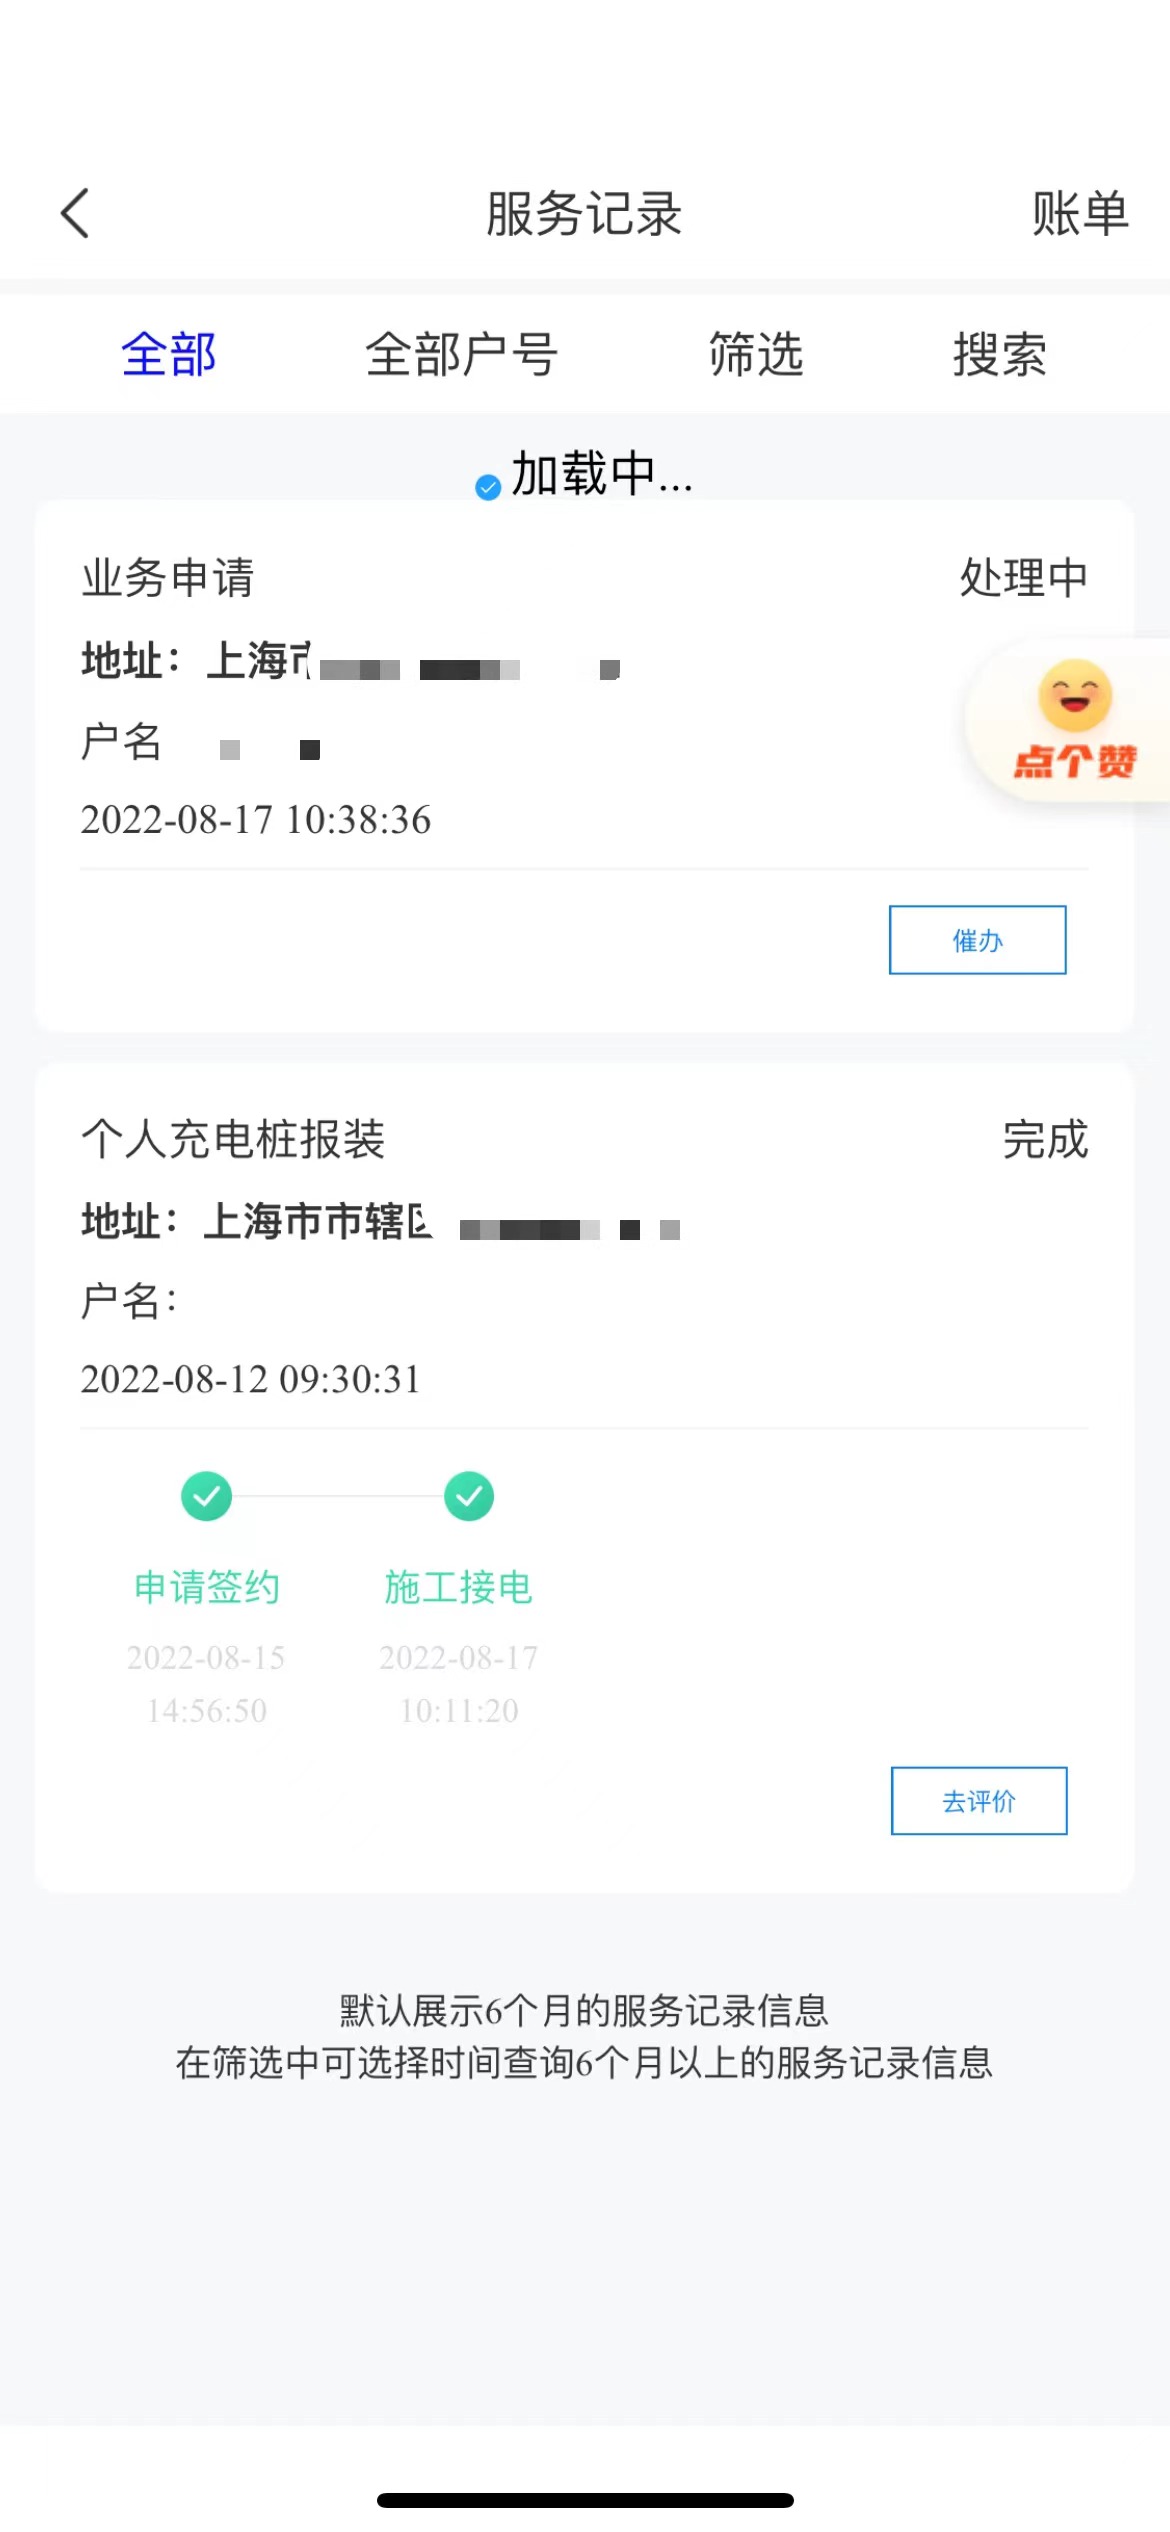 服务记录 账单
全部 全部户号 筛选 搜索
加载中...
业务申请 处理中
地址：上海市
户名
点个赞
2022-08-17 10:38:36
催办
个人充电桩报装 完成
地址：上海市市辖区
户名：
2022-08-12 09:30:31
申请签约 施工接电
2022-08-15 2022-08-17
14:56:50 10:11:20
去评价
默认展示6个月的服务记录信息
在筛选中可选择时间查询6个月以上的服务记录信息